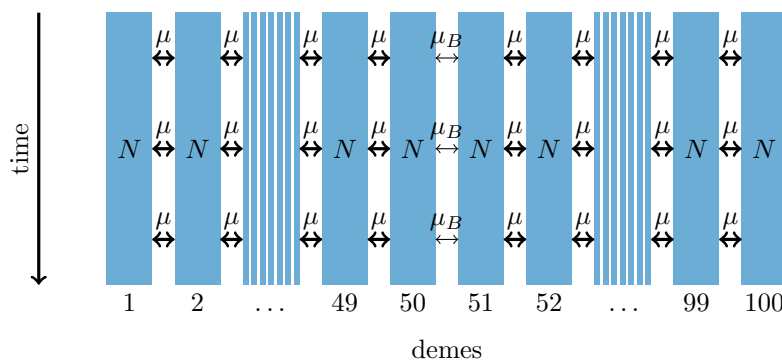 μ μ μ μ μ_B μ μ μ μ
time
μ μ μ μ μ_B μ μ μ μ
N N N N N N N N
μ μ μ μ μ_B μ μ μ μ
1 2 ... 49 50 51 52 ... 99 100
demes